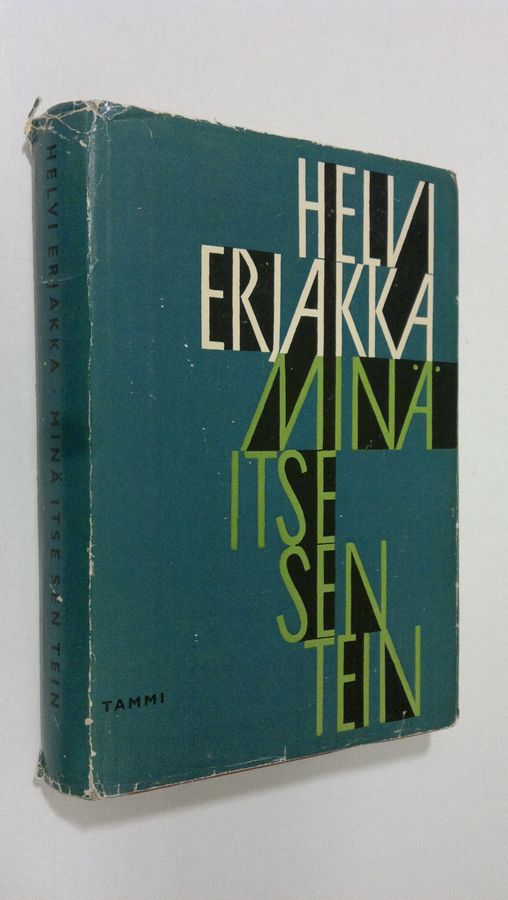 HELVI ERJAKKA · MINÄ ITSE SEN TEIN
HELVI
ERJAKKA
MINÄ
ITSE
SEN
TEIN
TAMMI